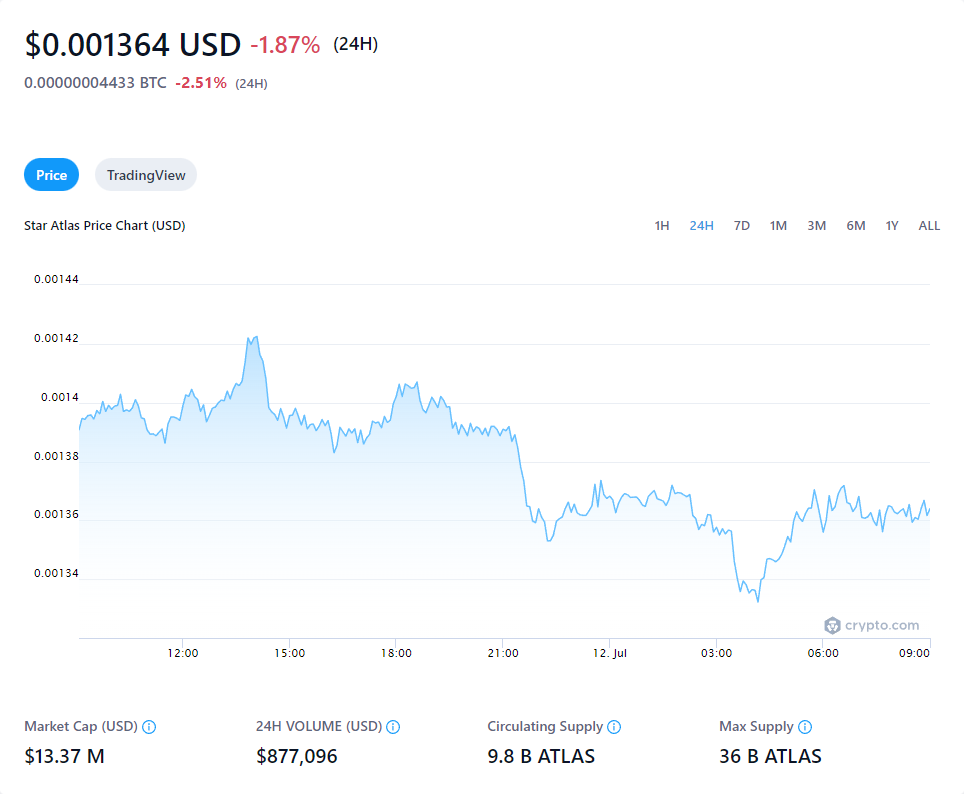 $0.001364 USD -1.87% (24H)
0.00000004433 BTC -2.51% (24H)
Price TradingView
Star Atlas Price Chart (USD) 1H 24H 7D 1M 3M 6M 1Y ALL
0.00144
0.00142
0.0014
0.00138
0.00136
0.00134
crypto.com
12:00 15:00 18:00 21:00 12. Jul 03:00 06:00 09:00
Market Cap (USD) 24H VOLUME (USD) Circulating Supply Max Supply
$13.37 M $877,096 9.8 B ATLAS 36 B ATLAS